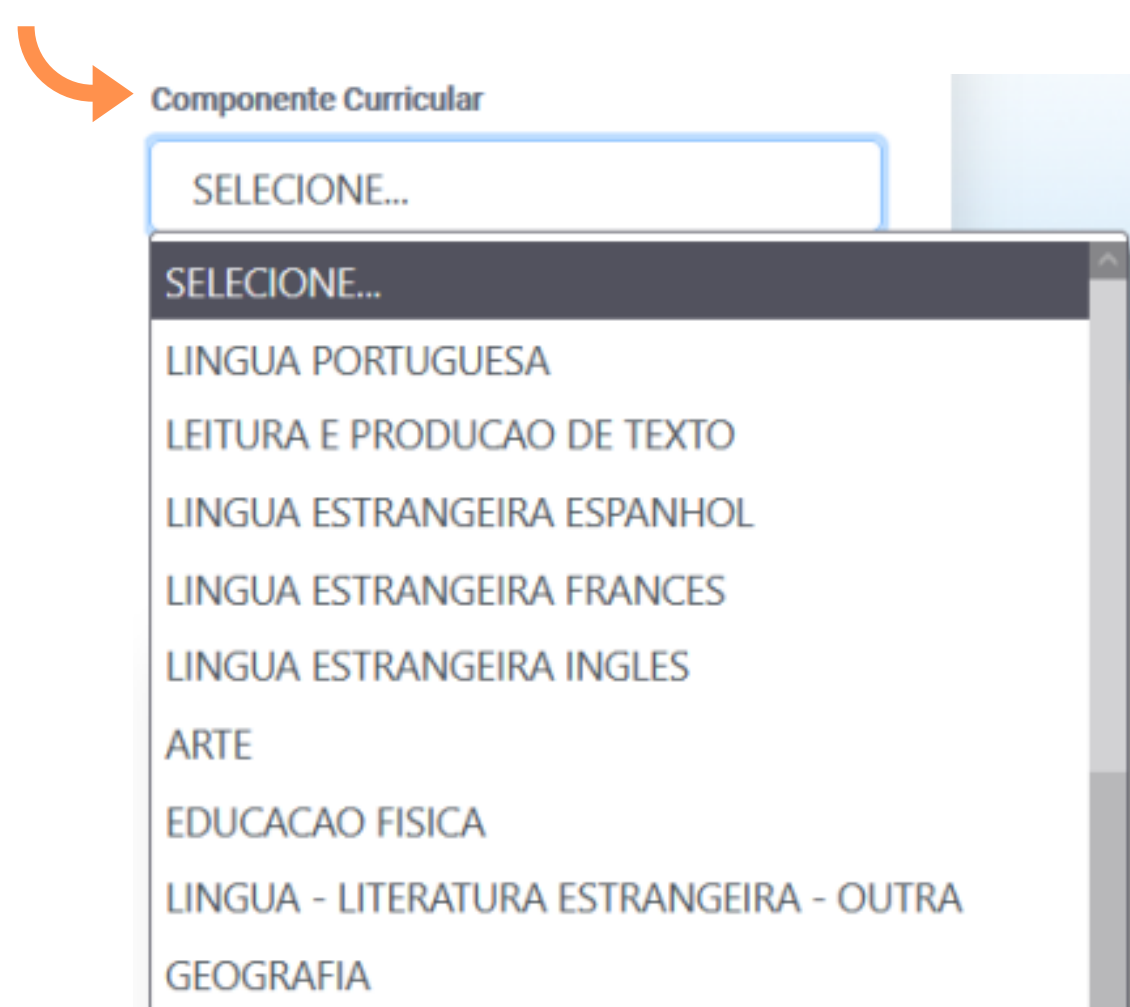 Componente Curricular
SELECIONE...
SELECIONE...
LINGUA PORTUGUESA
LEITURA E PRODUCAO DE TEXTO
LINGUA ESTRANGEIRA ESPANHOL
LINGUA ESTRANGEIRA FRANCES
LINGUA ESTRANGEIRA INGLES
ARTE
EDUCACAO FISICA
LINGUA - LITERATURA ESTRANGEIRA - OUTRA
GEOGRAFIA